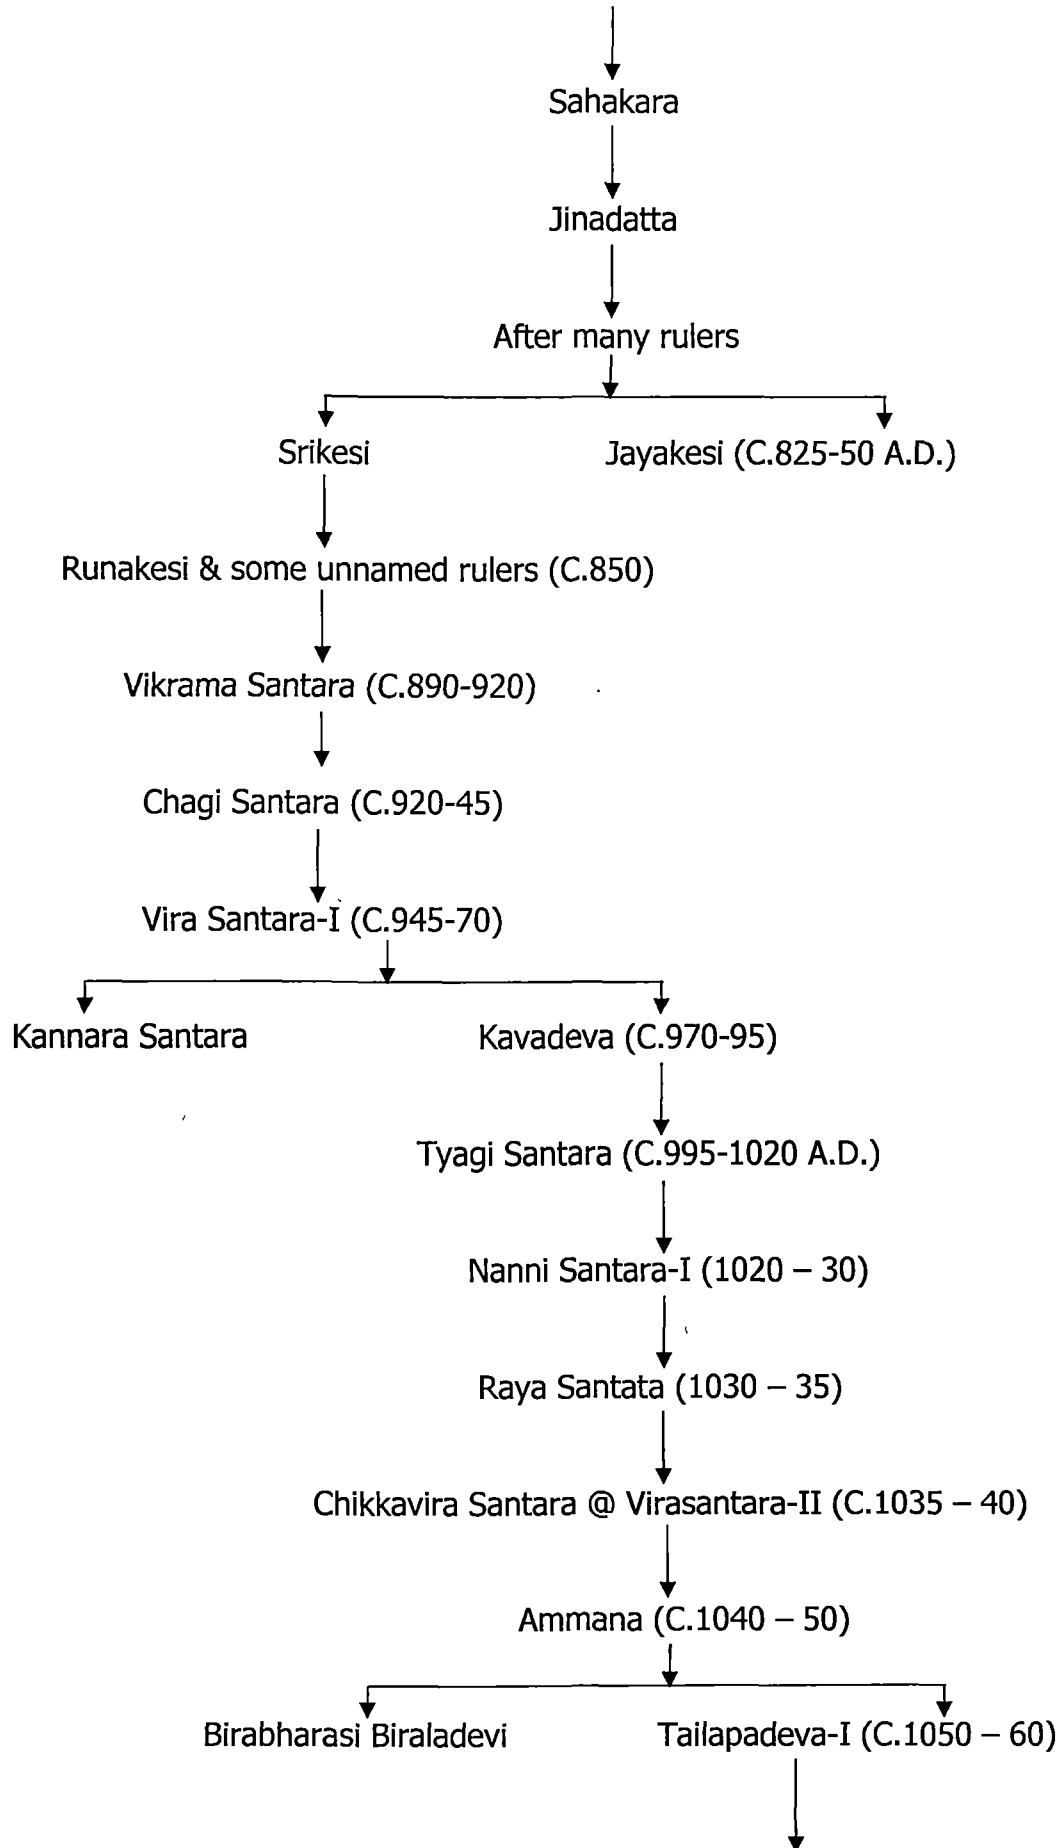 Sahakara
Jinadatta
After many rulers
Srikesi Jayakesi (C.825-50 A.D.)
Runakesi & some unnamed rulers (C.850)
Vikrama Santara (C.890-920)
Chagi Santara (C.920-45)
Vira Santara-I (C.945-70)
Kannara Santara Kavadeva (C.970-95)
Tyagi Santara (C.995-1020 A.D.)
Nanni Santara-I (1020 – 30)
Raya Santata (1030 – 35)
Chikkavira Santara @ Virasantara-II (C.1035 – 40)
Ammana (C.1040 – 50)
Birabharasi Biraladevi Tailapadeva-I (C.1050 – 60)